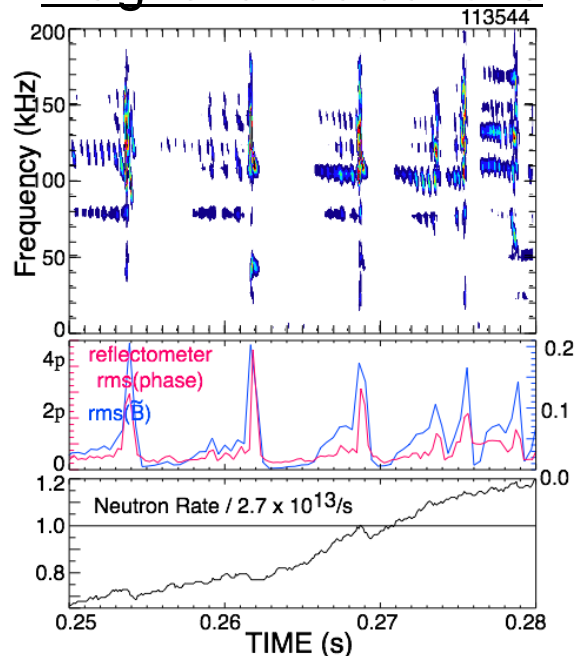 113544
200
150
100
50
0
Frequency (kHz)
4p
2p
0
reflectometer
rms(phase)
rms(B̃)
0.2
0.1
0.0
1.2
1.0
0.8
Neutron Rate / 2.7 x 10¹³/s
0.25 0.26 0.27 0.28
TIME (s)